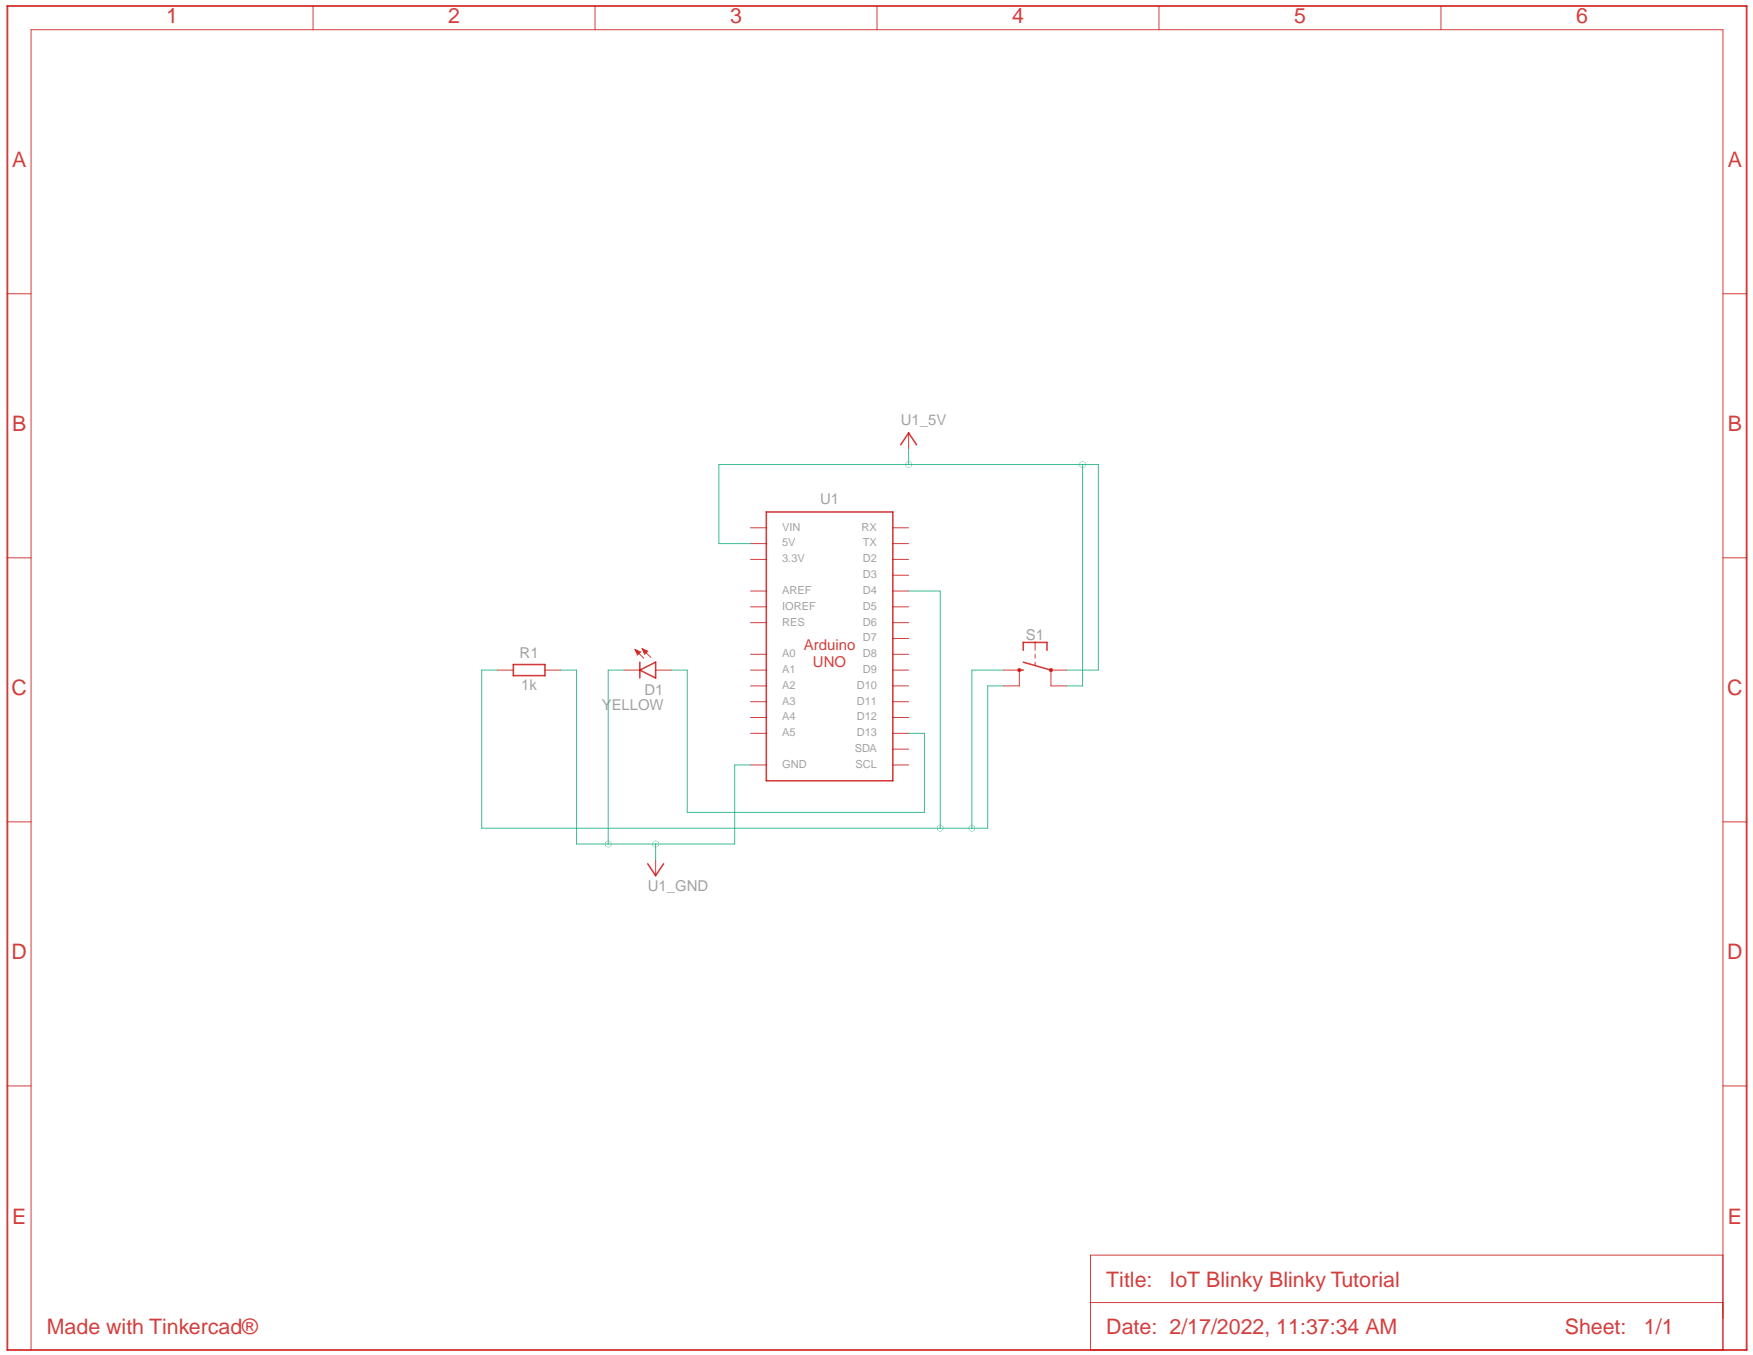 1 2 3 4 5 6
A A
B B
U1_5V
U1
VIN RX
5V TX
3.3V D2
D3
AREF D4
IOREF D5
RES D6
D7
Arduino
UNO
A0 D8
A1 D9
A2 D10
A3 D11
A4 D12
A5 D13
SDA
GND SCL
S1
R1
1k
D1
YELLOW
C C
U1_GND
D D
E E
Title: IoT Blinky Blinky Tutorial
Made with Tinkercad®
Date: 2/17/2022, 11:37:34 AM Sheet: 1/1